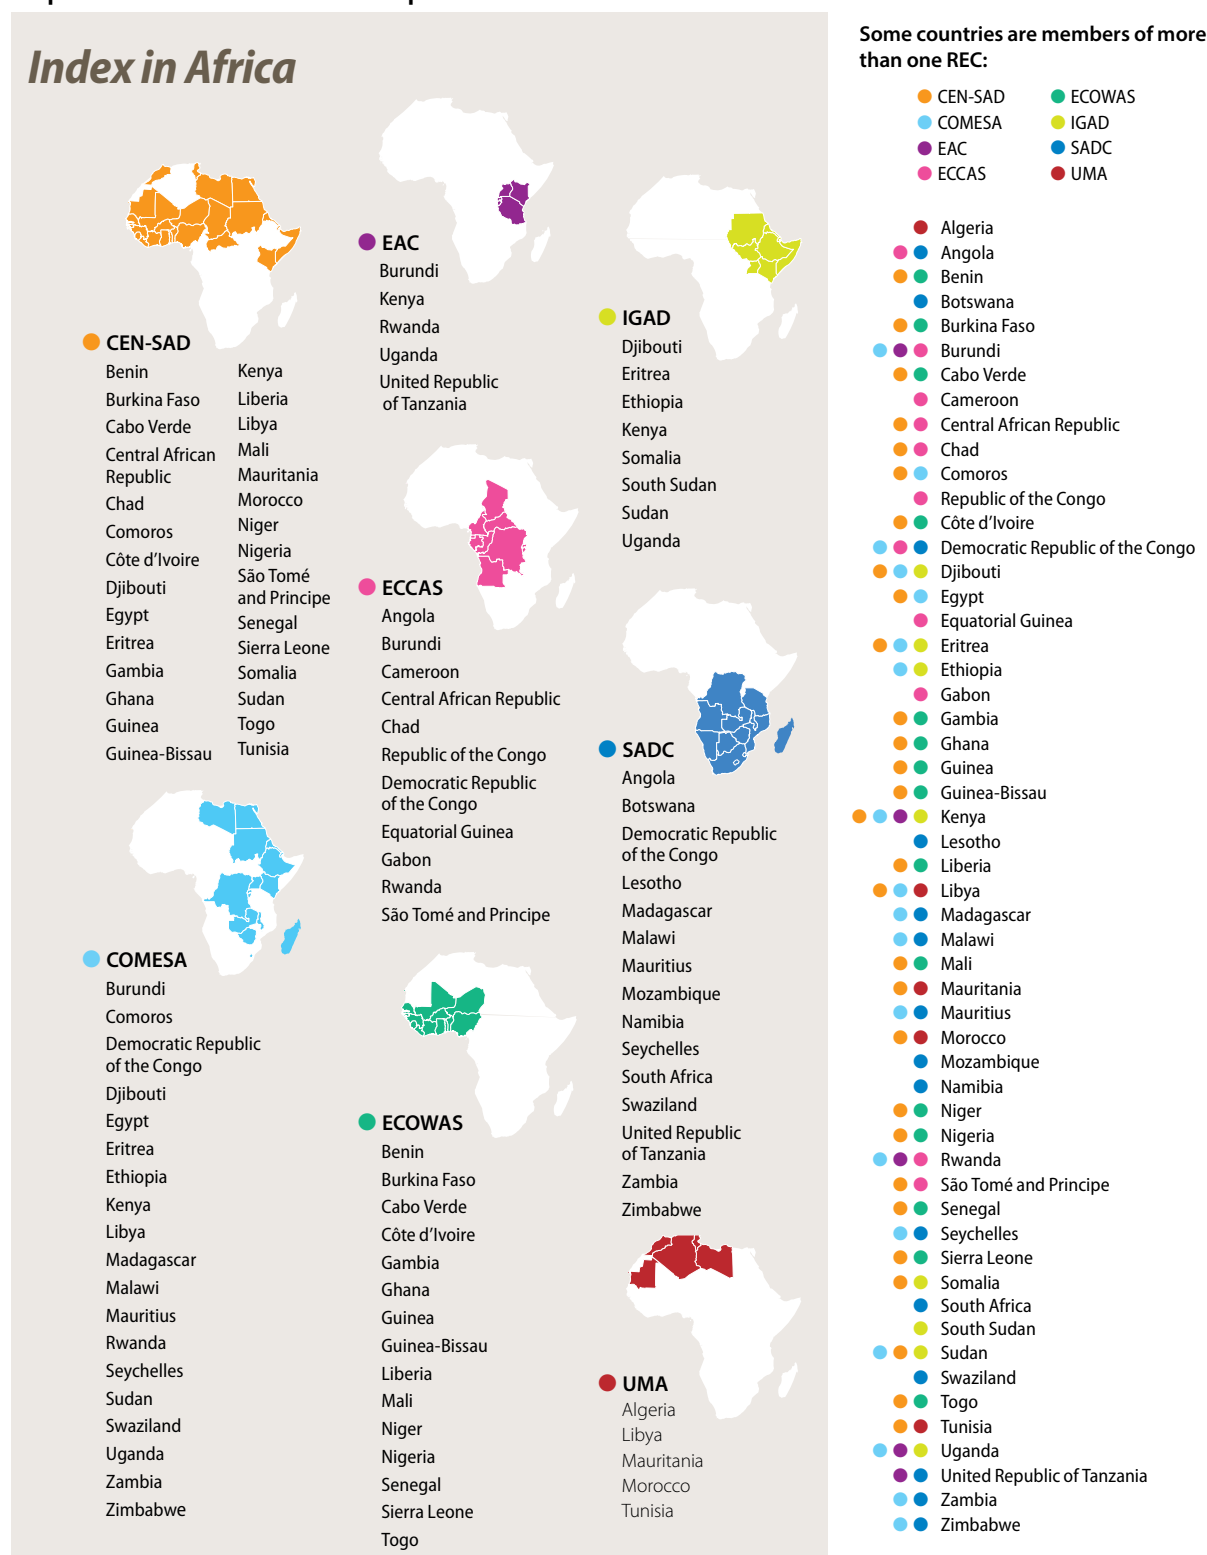 Index in Africa
CEN-SAD
Benin
Burkina Faso
Cabo Verde
Central African
Republic
Chad
Comoros
Côte d'Ivoire
Djibouti
Egypt
Eritrea
Gambia
Ghana
Guinea
Guinea-Bissau
Kenya
Liberia
Libya
Mali
Mauritania
Morocco
Niger
Nigeria
São Tomé
and Principe
Senegal
Sierra Leone
Somalia
Sudan
Togo
Tunisia
COMESA
Burundi
Comoros
Democratic Republic
of the Congo
Djibouti
Egypt
Eritrea
Ethiopia
Kenya
Libya
Madagascar
Malawi
Mauritius
Rwanda
Seychelles
Sudan
Swaziland
Uganda
Zambia
Zimbabwe
EAC
Burundi
Kenya
Rwanda
Uganda
United Republic
of Tanzania
ECCAS
Angola
Burundi
Cameroon
Central African Republic
Chad
Republic of the Congo
Democratic Republic
of the Congo
Equatorial Guinea
Gabon
Rwanda
São Tomé and Principe
ECOWAS
Benin
Burkina Faso
Cabo Verde
Côte d'Ivoire
Gambia
Ghana
Guinea
Guinea-Bissau
Liberia
Mali
Niger
Nigeria
Senegal
Sierra Leone
Togo
IGAD
Djibouti
Eritrea
Ethiopia
Kenya
Somalia
South Sudan
Sudan
Uganda
SADC
Angola
Botswana
Democratic Republic
of the Congo
Lesotho
Madagascar
Malawi
Mauritius
Mozambique
Namibia
Seychelles
South Africa
Swaziland
United Republic
of Tanzania
Zambia
Zimbabwe
UMA
Algeria
Libya
Mauritania
Morocco
Tunisia
Some countries are members of more
than one REC:
CEN-SAD
COMESA
EAC
ECCAS
ECOWAS
IGAD
SADC
UMA
Algeria
Angola
Benin
Botswana
Burkina Faso
Burundi
Cabo Verde
Cameroon
Central African Republic
Chad
Comoros
Republic of the Congo
Côte d'Ivoire
Democratic Republic of the Congo
Djibouti
Egypt
Equatorial Guinea
Eritrea
Ethiopia
Gabon
Gambia
Ghana
Guinea
Guinea-Bissau
Kenya
Lesotho
Liberia
Libya
Madagascar
Malawi
Mali
Mauritania
Mauritius
Morocco
Mozambique
Namibia
Niger
Nigeria
Rwanda
São Tomé and Principe
Senegal
Seychelles
Sierra Leone
Somalia
South Africa
South Sudan
Sudan
Swaziland
Togo
Tunisia
Uganda
United Republic of Tanzania
Zambia
Zimbabwe